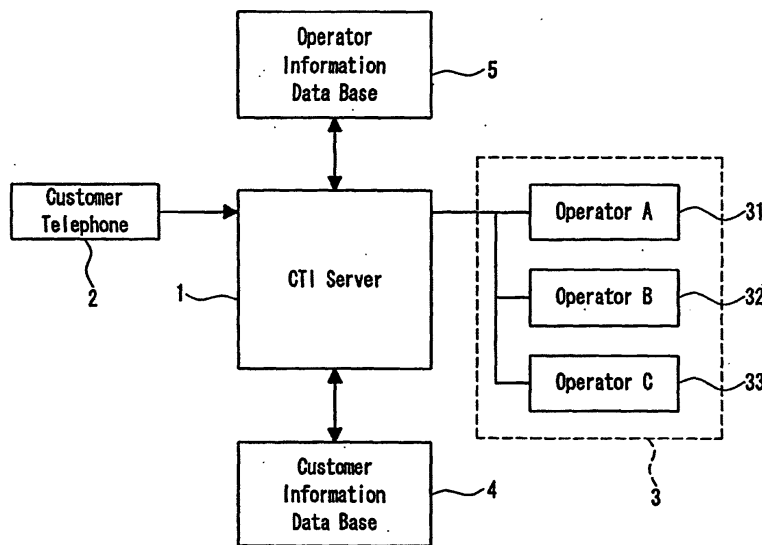 Operator
Information
Data Base
5
Customer
Telephone
2
1
CTI Server
Operator A
31
Operator B
32
Operator C
33
3
Customer
Information
Data Base
4